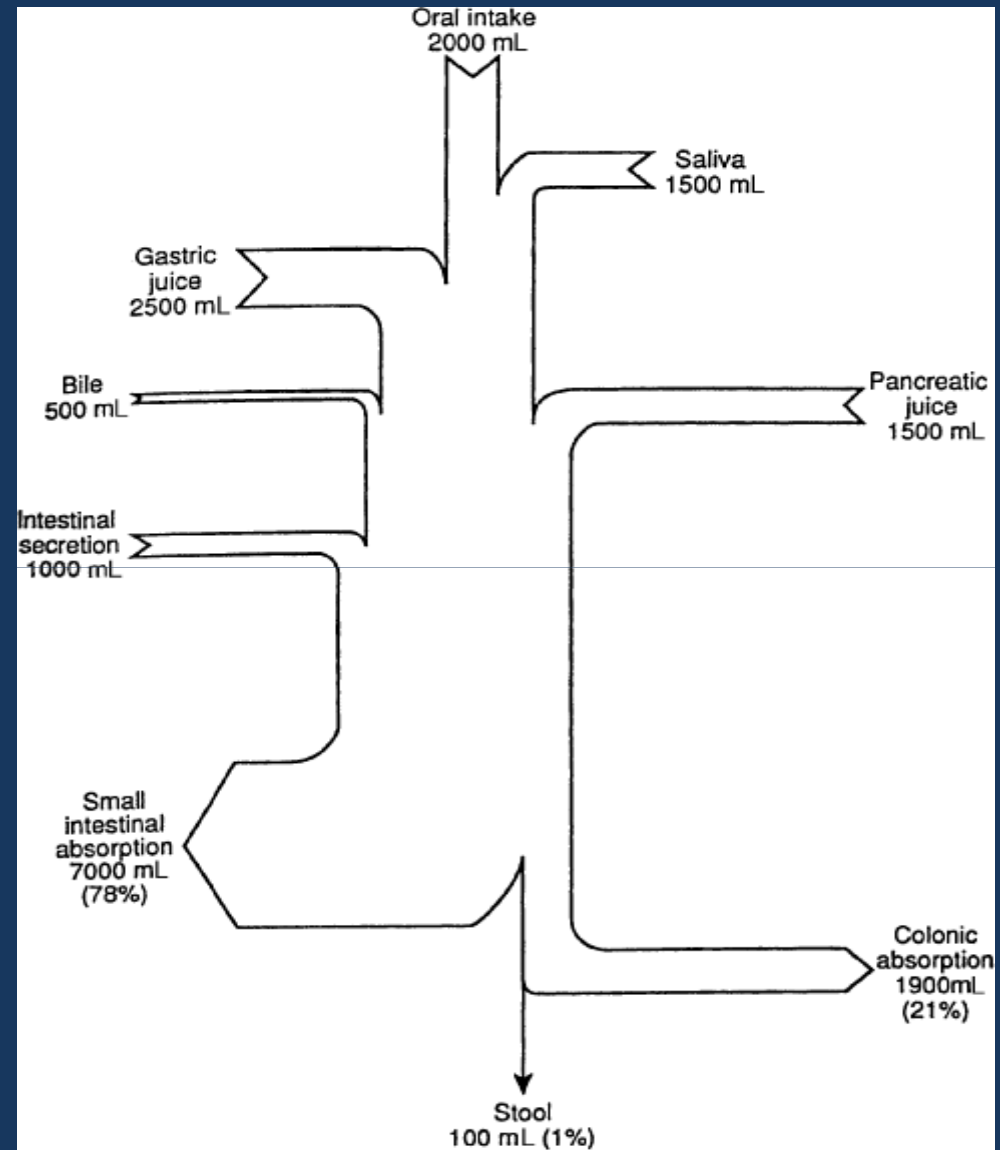 Oral intake
2000 mL
Saliva
1500 mL
Gastric
juice
2500 mL
Bile
500 mL
Pancreatic
juice
1500 mL
Intestinal
secretion
1000 mL
Small
intestinal
absorption
7000 mL
(78%)
Colonic
absorption
1900mL
(21%)
Stool
100 mL (1%)